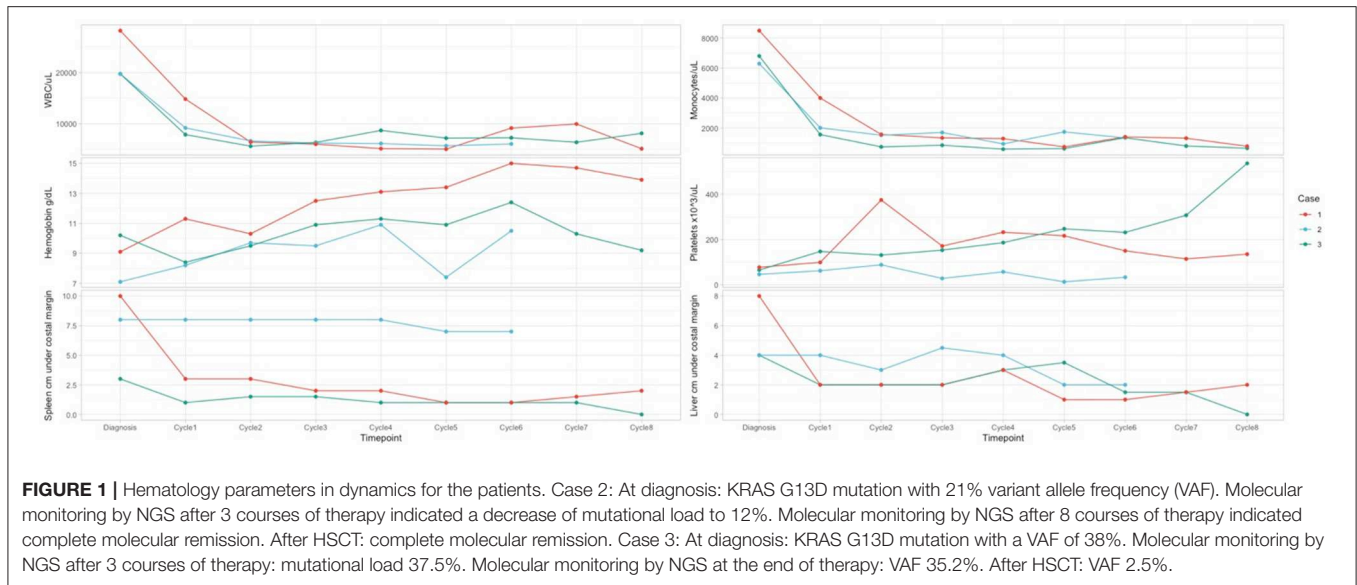 WBC/uL
20000
10000
Hemoglobin g/dL
15
13
11
9
7
Spleen cm under costal margin
10.0
7.5
5.0
2.5
0.0
Diagnosis Cycle1 Cycle2 Cycle3 Cycle4 Cycle5 Cycle6 Cycle7 Cycle8
Timepoint
Monocytes/uL
8000
6000
4000
2000
Platelets x10^3/uL
400
200
0
Liver cm under costal margin
8
6
4
2
0
Diagnosis Cycle1 Cycle2 Cycle3 Cycle4 Cycle5 Cycle6 Cycle7 Cycle8
Timepoint
Case
1
2
3
FIGURE 1 | Hematology parameters in dynamics for the patients. Case 2: At diagnosis: KRAS G13D mutation with 21% variant allele frequency (VAF). Molecular
monitoring by NGS after 3 courses of therapy indicated a decrease of mutational load to 12%. Molecular monitoring by NGS after 8 courses of therapy indicated
complete molecular remission. After HSCT: complete molecular remission. Case 3: At diagnosis: KRAS G13D mutation with a VAF of 38%. Molecular monitoring by
NGS after 3 courses of therapy: mutational load 37.5%. Molecular monitoring by NGS at the end of therapy: VAF 35.2%. After HSCT: VAF 2.5%.